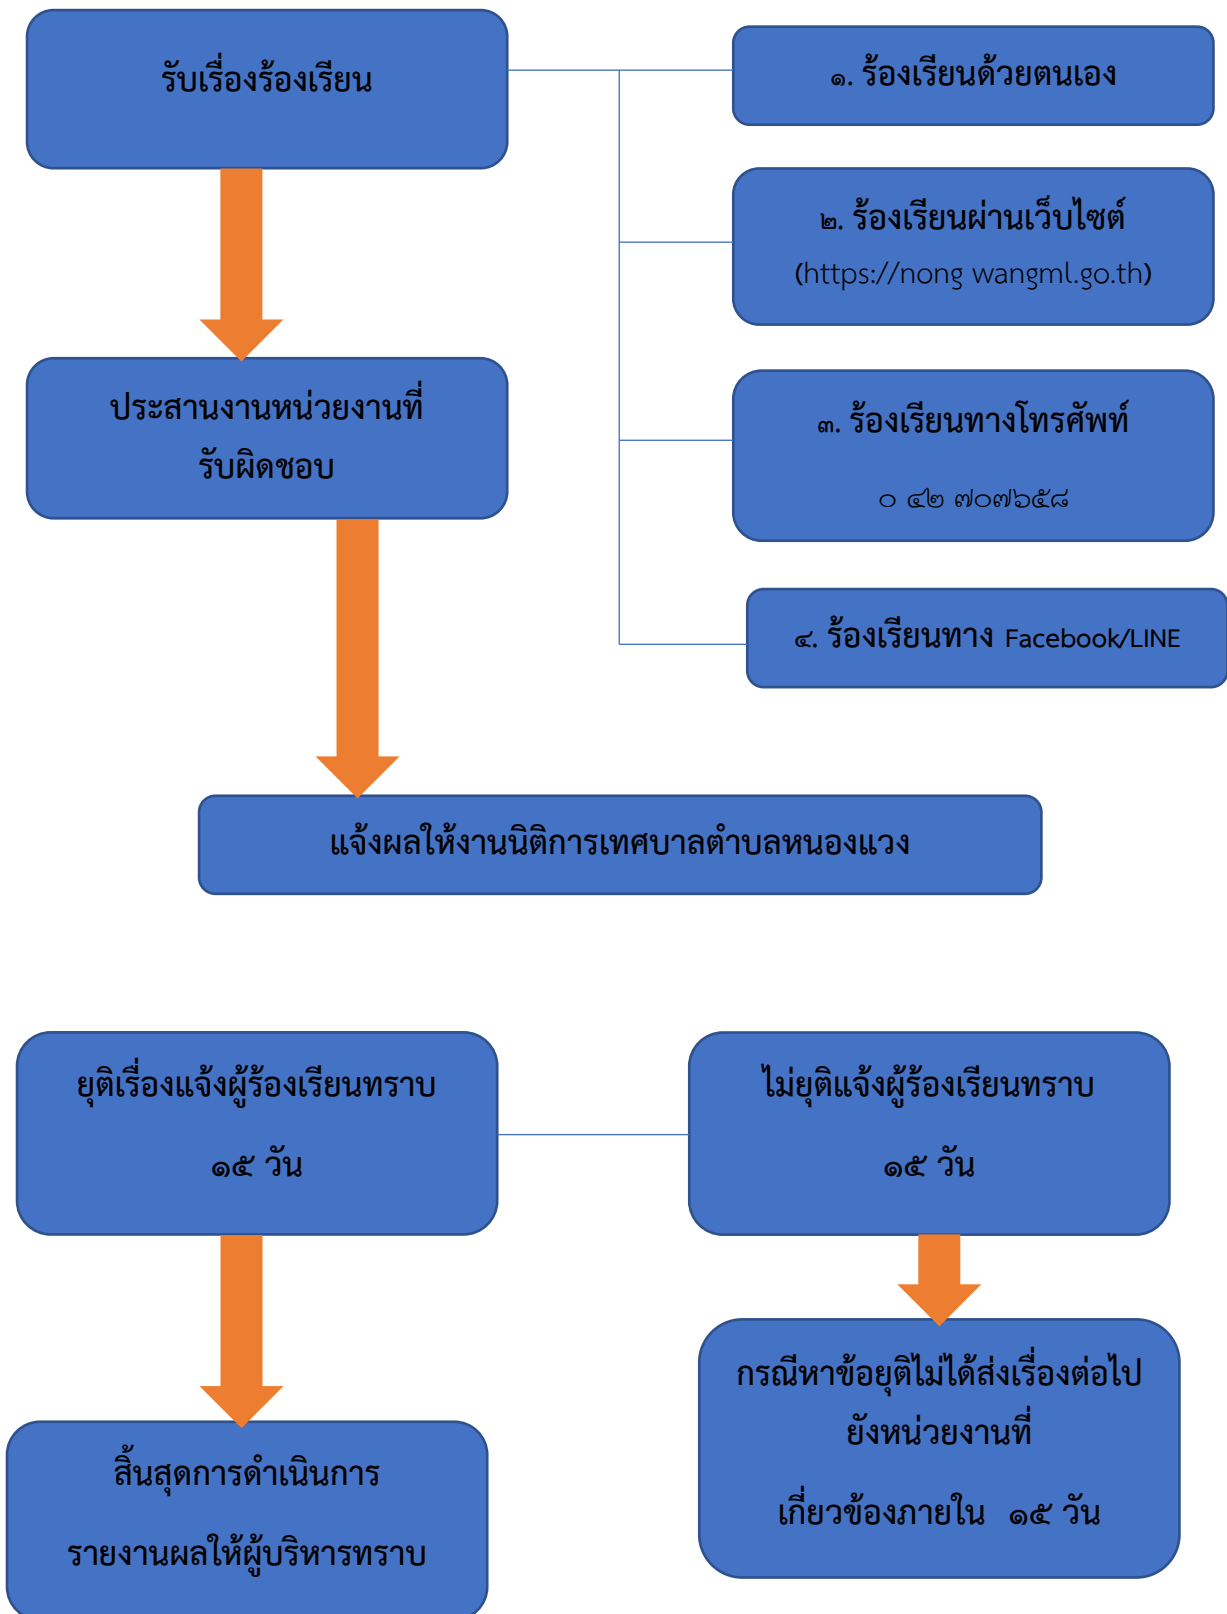 รับเรื่องร้องเรียน
๑. ร้องเรียนด้วยตนเอง
๒. ร้องเรียนผ่านเว็บไซต์
(https://nong wangml.go.th)
ประสานงานหน่วยงานที่
รับผิดชอบ
๓. ร้องเรียนทางโทรศัพท์
๐ ๔๒ ๗๐๗๖๕๘
๔. ร้องเรียนทาง Facebook/LINE
แจ้งผลให้งานนิติการเทศบาลตำบลหนองแวง
ยุติเรื่องแจ้งผู้ร้องเรียนทราบ
๑๕ วัน
ไม่ยุติแจ้งผู้ร้องเรียนทราบ
๑๕ วัน
สิ้นสุดการดำเนินการ
รายงานผลให้ผู้บริหารทราบ
กรณีหาข้อยุติไม่ได้ส่งเรื่องต่อไป
ยังหน่วยงานที่
เกี่ยวข้องภายใน ๑๕ วัน